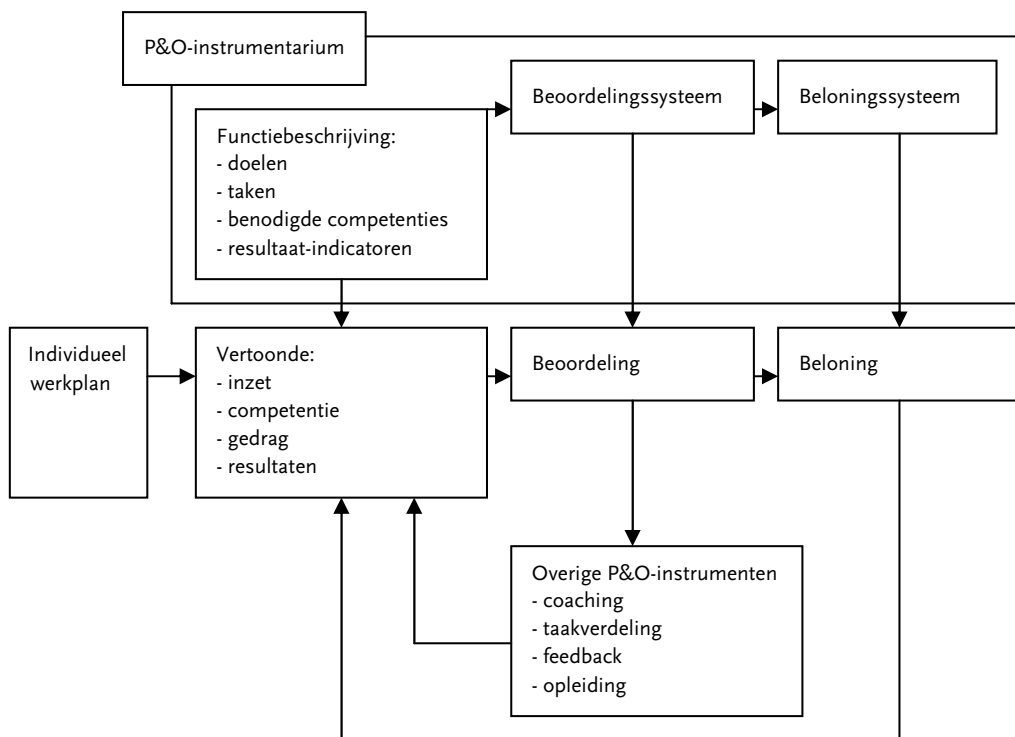 P&O-instrumentarium
Beoordelingssysteem
Beloningssysteem
Functiebeschrijving:
- doelen
- taken
- benodigde competenties
- resultaat-indicatoren
Individueel
werkplan
Vertoonde:
- inzet
- competentie
- gedrag
- resultaten
Beoordeling
Beloning
Overige P&O-instrumenten
- coaching
- taakverdeling
- feedback
- opleiding